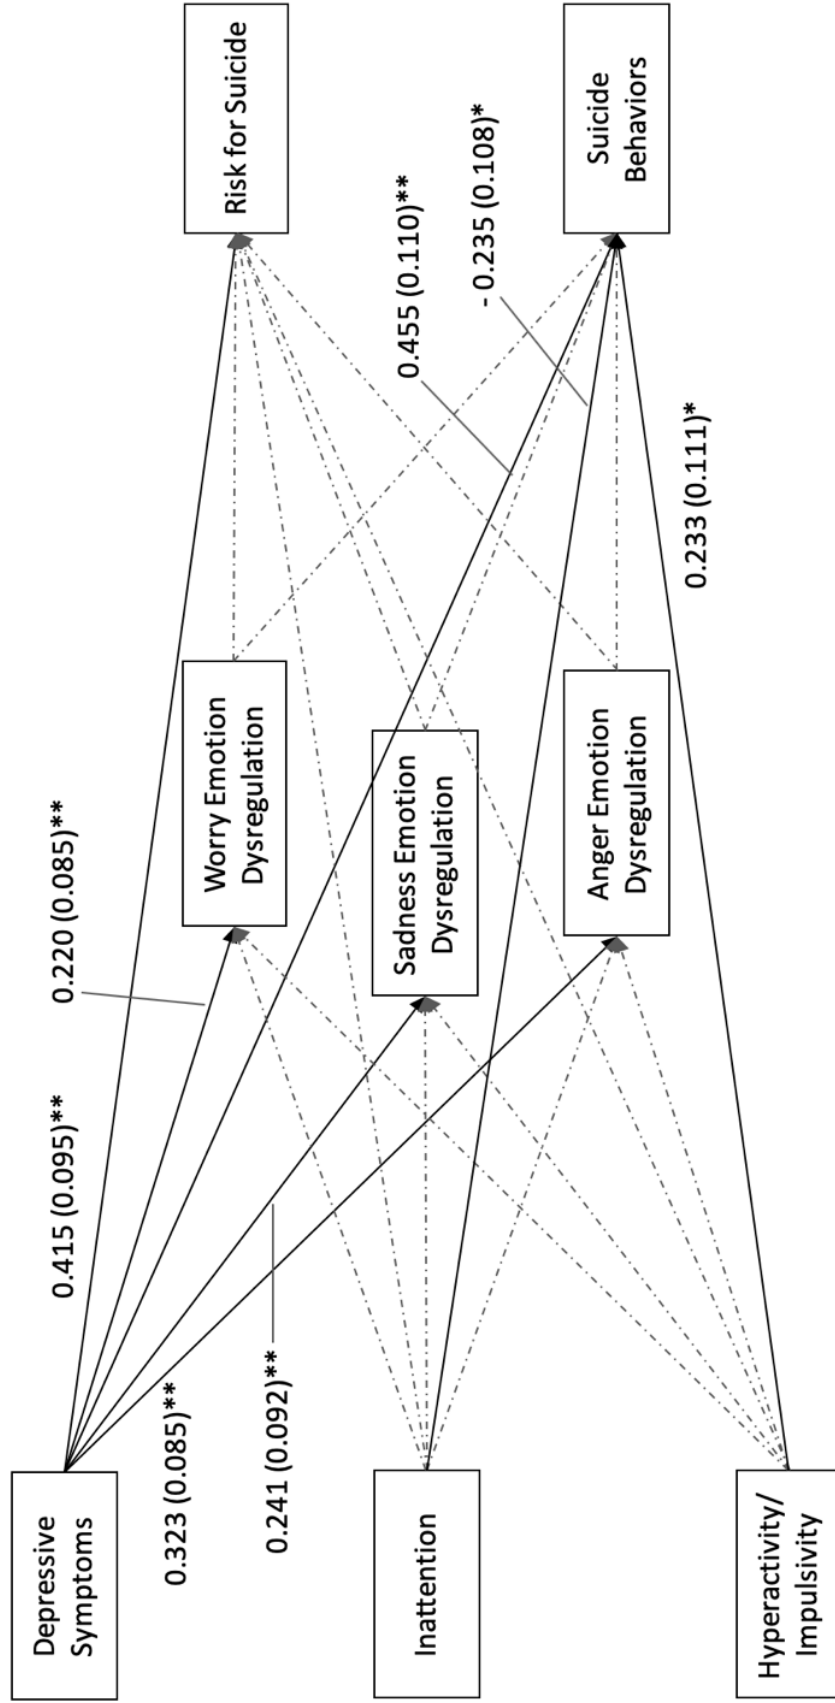 Depressive
Symptoms
Inattention
Hyperactivity/
Impulsivity
0.415 (0.095)**
0.220 (0.085)**
0.323 (0.085)**
0.241 (0.092)**
Worry Emotion
Dysregulation
Sadness Emotion
Dysregulation
Anger Emotion
Dysregulation
0.455 (0.110)**
- 0.235 (0.108)*
0.233 (0.111)*
Risk for Suicide
Suicide
Behaviors